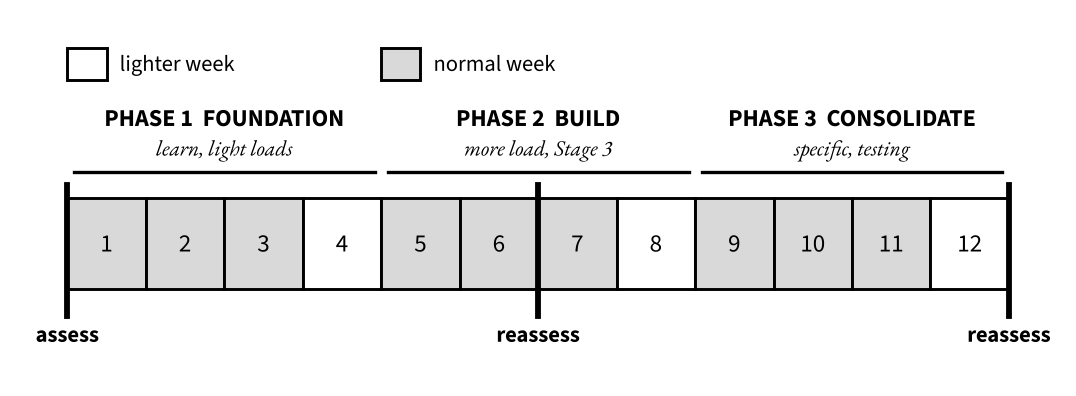 lighter week
normal week
PHASE 1 FOUNDATION
learn, light loads
PHASE 2 BUILD
more load, Stage 3
PHASE 3 CONSOLIDATE
specific, testing
1 2 3 4 5 6 7 8 9 10 11 12
assess
reassess
reassess